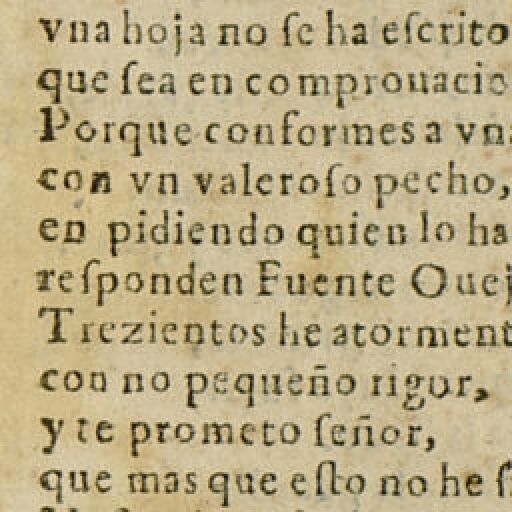 vna hoja no ſe ha eſcrito
que ſea en comprouacio
Porque conformes a vna
con vn valeroſo pecho,
en pidiendo quien lo ha
reſponden Fuente Ouej
Trezientos he atorment
con no pequeño rigor,
y te prometo ſeñor,
que mas que eſto no he ſ